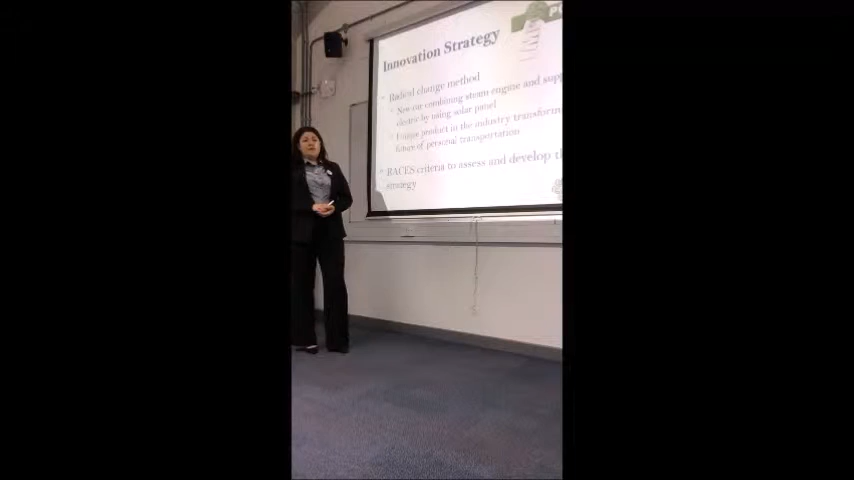 Innovation Strategy
Radical change method
New car combining steam engine and
electric by using solar panel
Unique product in the industry transform
future of personal transportation
RACES criteria to assess and develop
strategy